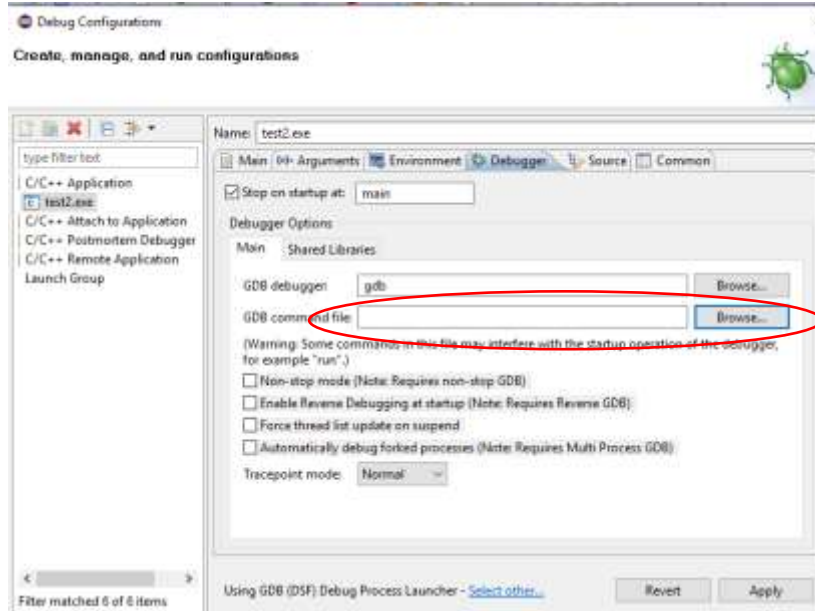 Debug Configurations
Create, manage, and run configurations
type filter text
C/C++ Application
test2.exe
C/C++ Attach to Application
C/C++ Postmortem Debugger
C/C++ Remote Application
Launch Group
Filter matched 6 of 6 items
Name: test2.exe
Main Arguments Environment Debugger Source Common
Stop on startup at: main
Debugger Options
Main Shared Libraries
GDB debugger: gdb Browse...
GDB command file: Browse...
(Warning: Some commands in this file may interfere with the startup operation of the debugger,
for example "run".)
Non-stop mode (Note: Requires non-stop GDB)
Enable Reverse Debugging at startup (Note: Requires Reverse GDB)
Force thread list update on suspend
Automatically debug forked processes (Note: Requires Multi Process GDB)
Tracepoint mode: Normal
Using GDB (DSF) Debug Process Launcher - Select other...
Revert Apply